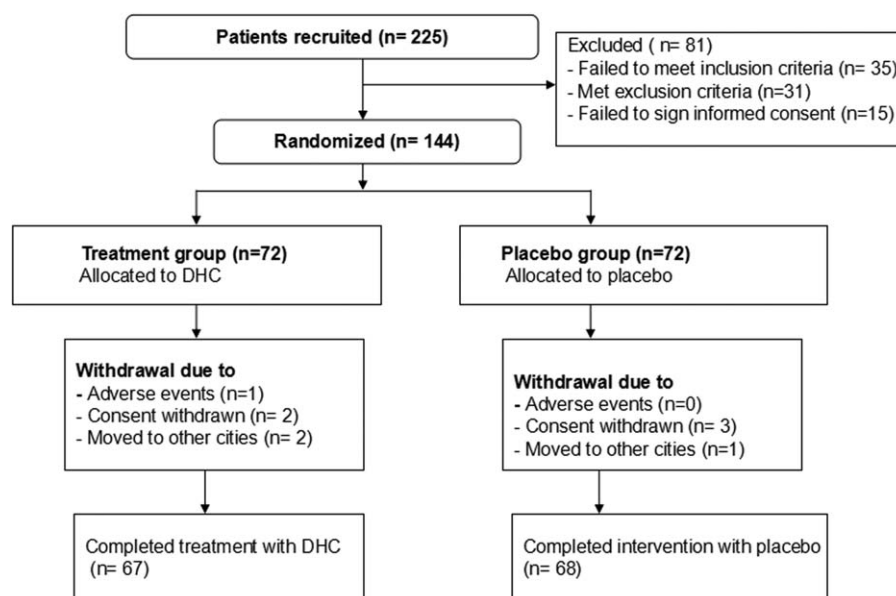 Patients recruited (n= 225)
Excluded ( n= 81)
- Failed to meet inclusion criteria (n= 35)
- Met exclusion criteria (n=31)
- Failed to sign informed consent (n=15)
Randomized (n= 144)
Treatment group (n=72)
Allocated to DHC
Placebo group (n=72)
Allocated to placebo
Withdrawal due to
- Adverse events (n=1)
- Consent withdrawn (n= 2)
- Moved to other cities (n= 2)
Withdrawal due to
- Adverse events (n=0)
- Consent withdrawn (n= 3)
- Moved to other cities (n=1)
Completed treatment with DHC
(n= 67)
Completed intervention with placebo
(n= 68)